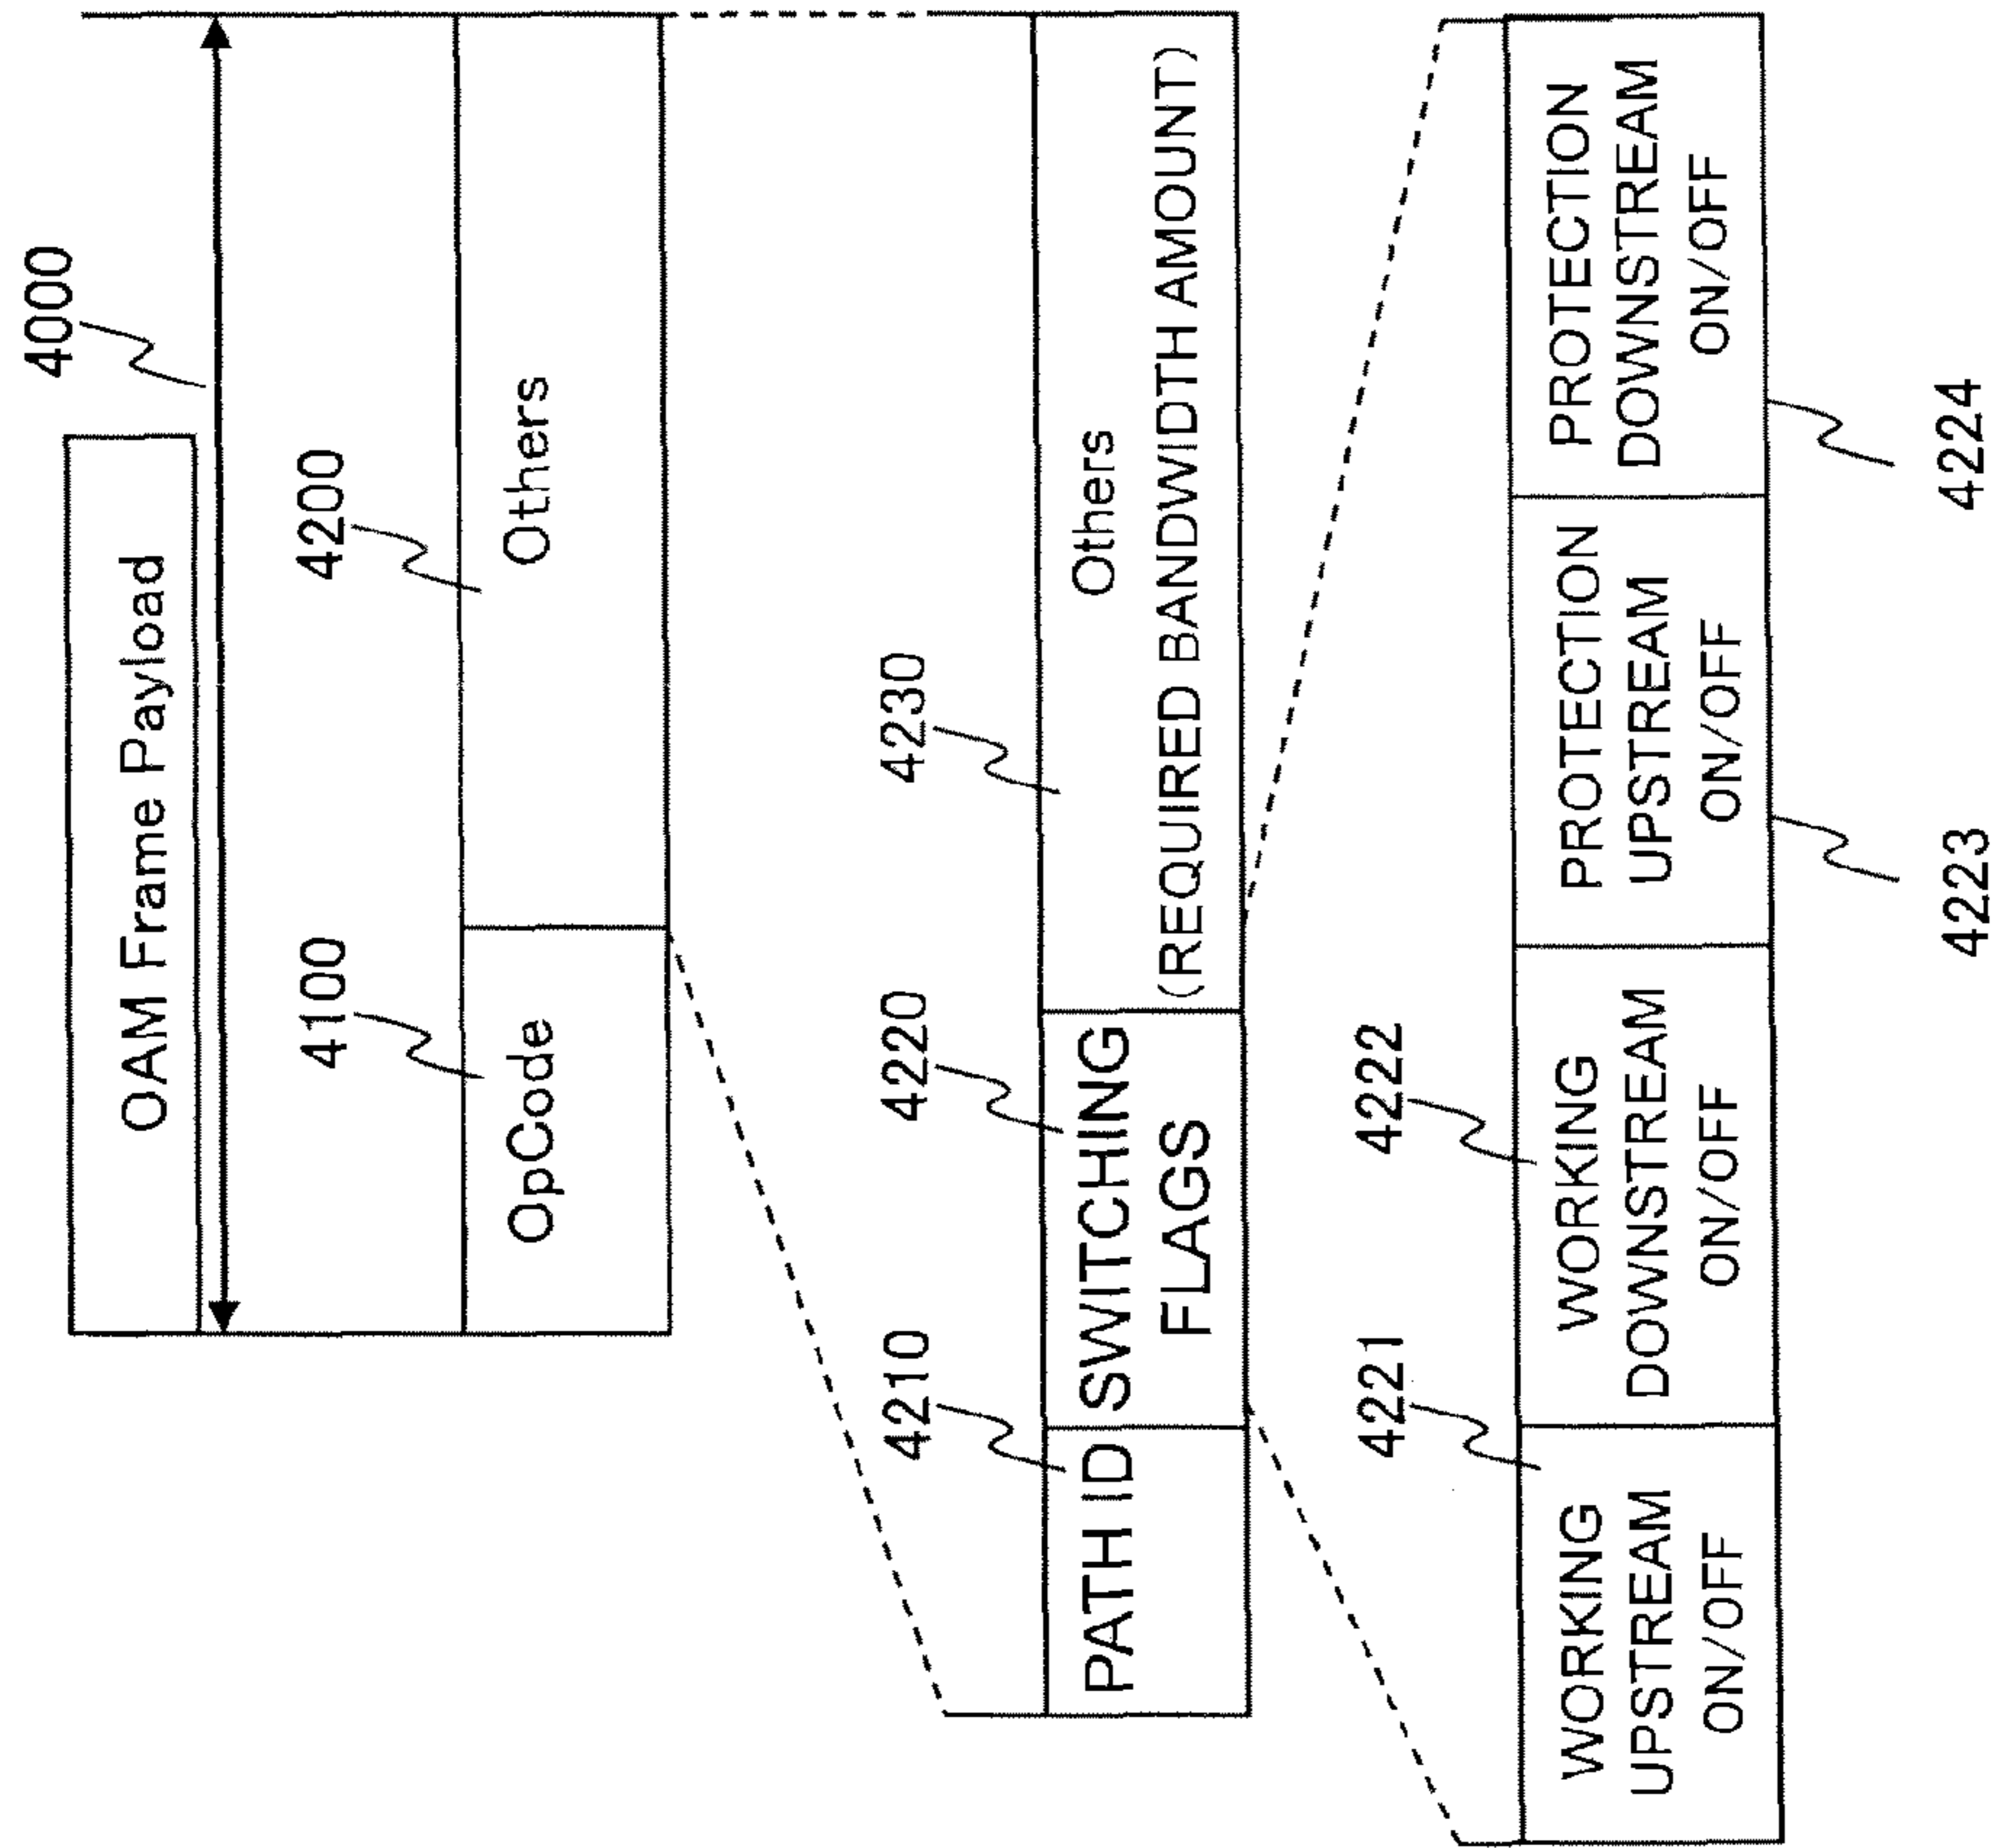 4000
OAM Frame Payload
4100
4200
OpCode
Others
4210
4220
4230
PATH ID
SWITCHING
FLAGS
Others
(REQUIRED BANDWIDTH AMOUNT)
4221
4222
WORKING
UPSTREAM
ON/OFF
WORKING
DOWNSTREAM
ON/OFF
PROTECTION
UPSTREAM
ON/OFF
PROTECTION
DOWNSTREAM
ON/OFF
4223
4224